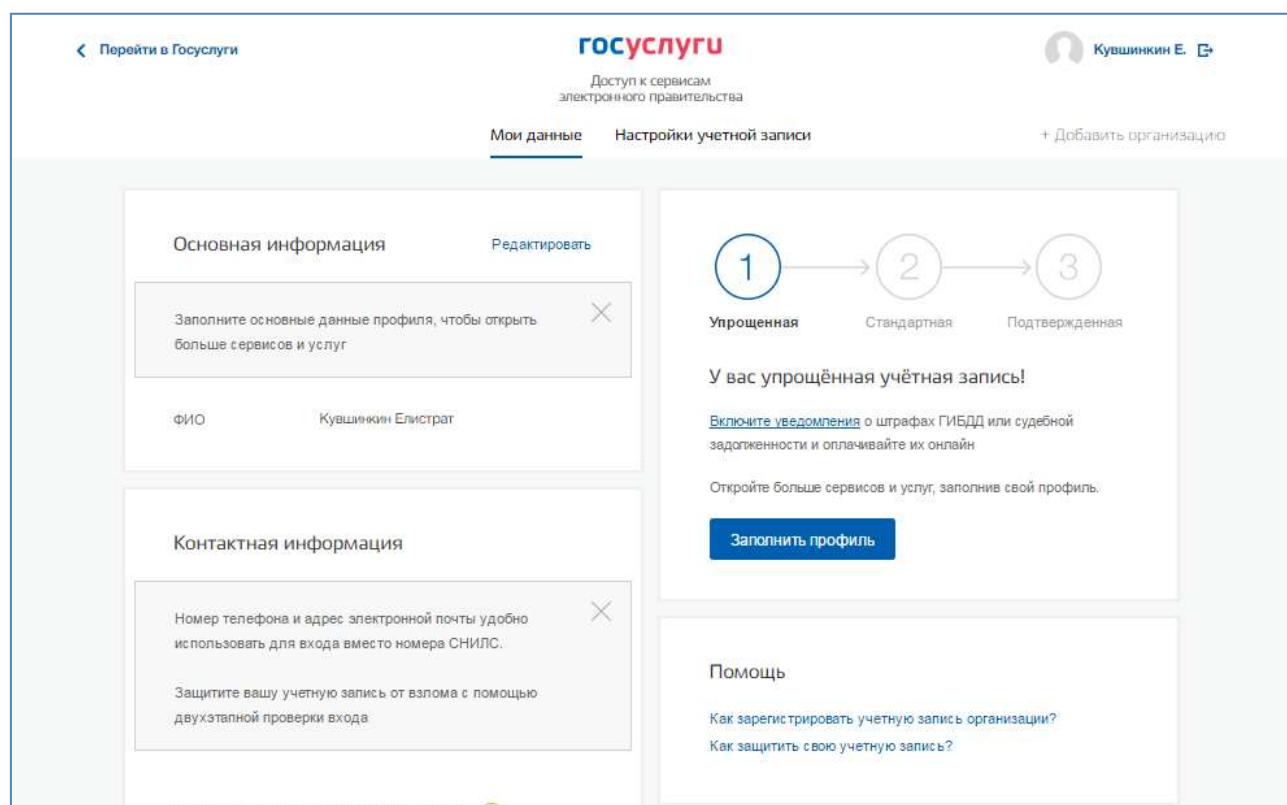 Перейти в Госуслуги
госуслуги
Кувшинкин Е.
Доступ к сервисам
электронного правительства
Мои данные
Настройки учетной записи
+ Добавить организацию
Основная информация
Редактировать
Заполните основные данные профиля, чтобы открыть
больше сервисов и услуг
ФИО
Кувшинкин Елистрат
Контактная информация
Номер телефона и адрес электронной почты удобно
использовать для входа вместо номера СНИЛС.
Защитите вашу учетную запись от взлома с помощью
двухэтапной проверки входа
1
2
3
Упрощенная
Стандартная
Подтвержденная
У вас упрощённая учётная запись!
Включите уведомления о штрафах ГИБДД или судебной
задолженности и оплачивайте их онлайн
Откройте больше сервисов и услуг, заполнив свой профиль.
Заполнить профиль
Помощь
Как зарегистрировать учетную запись организации?
Как защитить свою учетную запись?